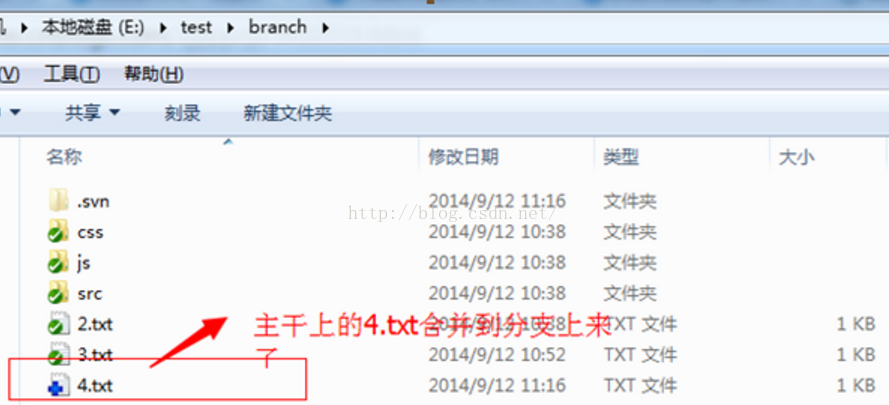 本地磁盘 (E:) ▸ test ▸ branch ▸
(V) 工具(T) 帮助(H)
共享 刻录 新建文件夹
名称 修改日期 类型 大小
.svn 2014/9/12 11:16 文件夹
http://blog.csdn.net/
css 2014/9/12 10:38 文件夹
js 2014/9/12 10:38 文件夹
src 2014/9/12 10:38 文件夹
2.txt 2014/9/12 10:38 TXT 文件 1 KB
主干上的4.txt合并到分支上来
了
3.txt 2014/9/12 10:52 TXT 文件 1 KB
4.txt 2014/9/12 11:16 TXT 文件 1 KB